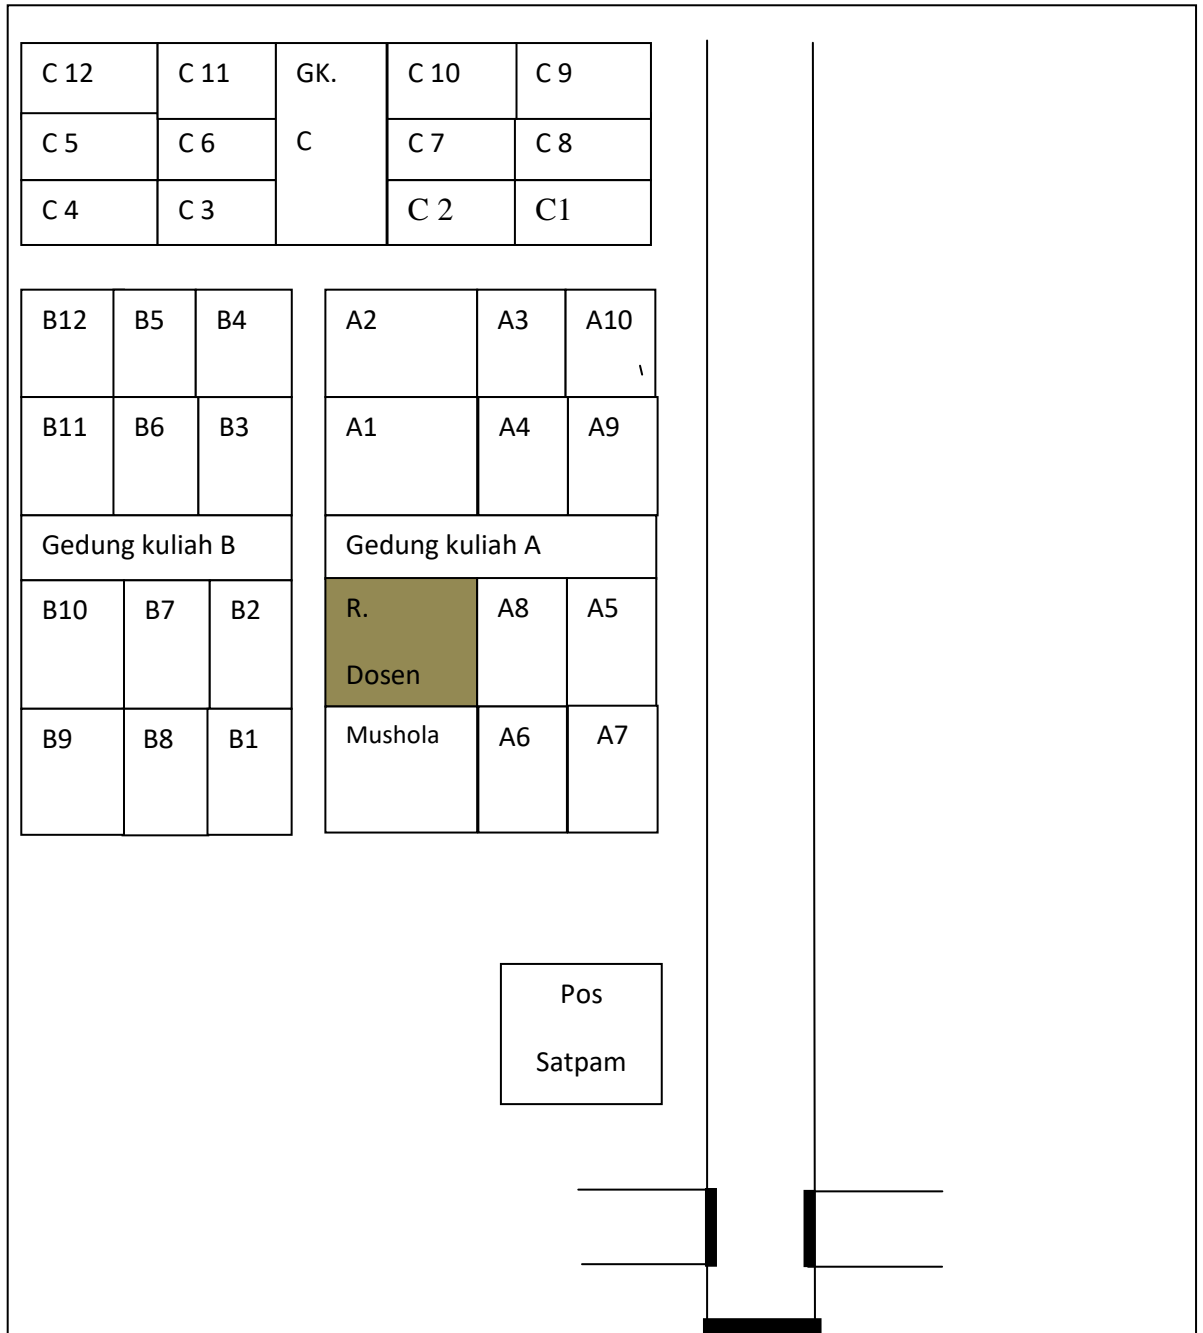 C 12 C 11 GK. C 10 C 9
C 5 C 6 C C 7 C 8
C 4 C 3 C 2 C1
B12 B5 B4 A2 A3 A10
B11 B6 B3 A1 A4 A9
Gedung kuliah B Gedung kuliah A
B10 B7 B2 R. A8 A5
Dosen
B9 B8 B1 Mushola A6 A7
Pos
Satpam